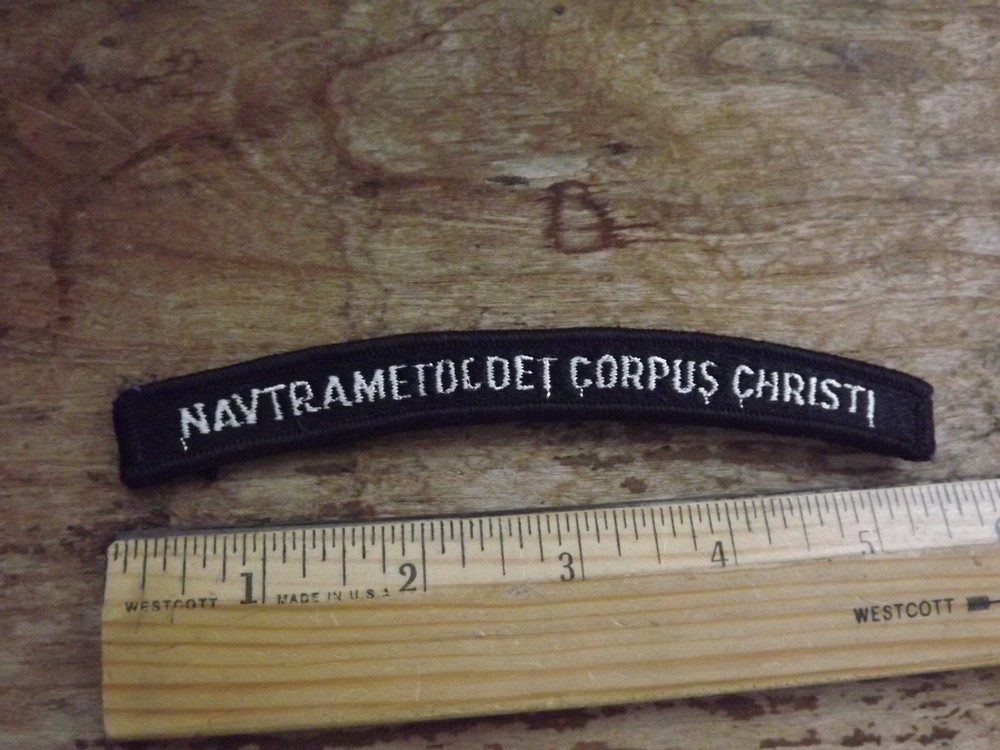 NAVTRAMETOCDET CORPUS CHRISTI
1 2 3 4 5
WESTCOTT MADE IN U.S.A WESTCOTT